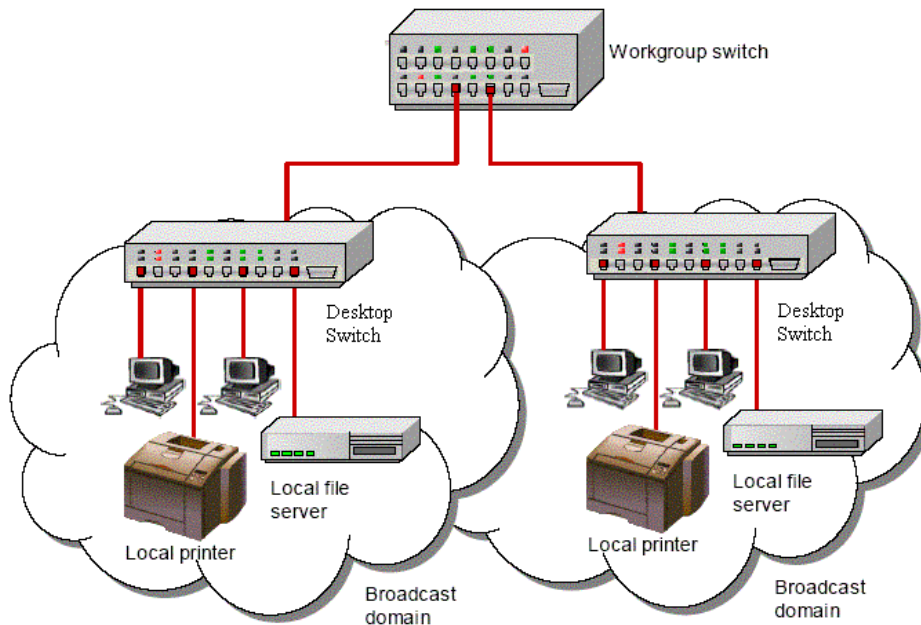 Workgroup switch
Desktop
Switch
Desktop
Switch
Local file
server
Local printer
Local file
server
Local printer
Broadcast
domain
Broadcast
domain